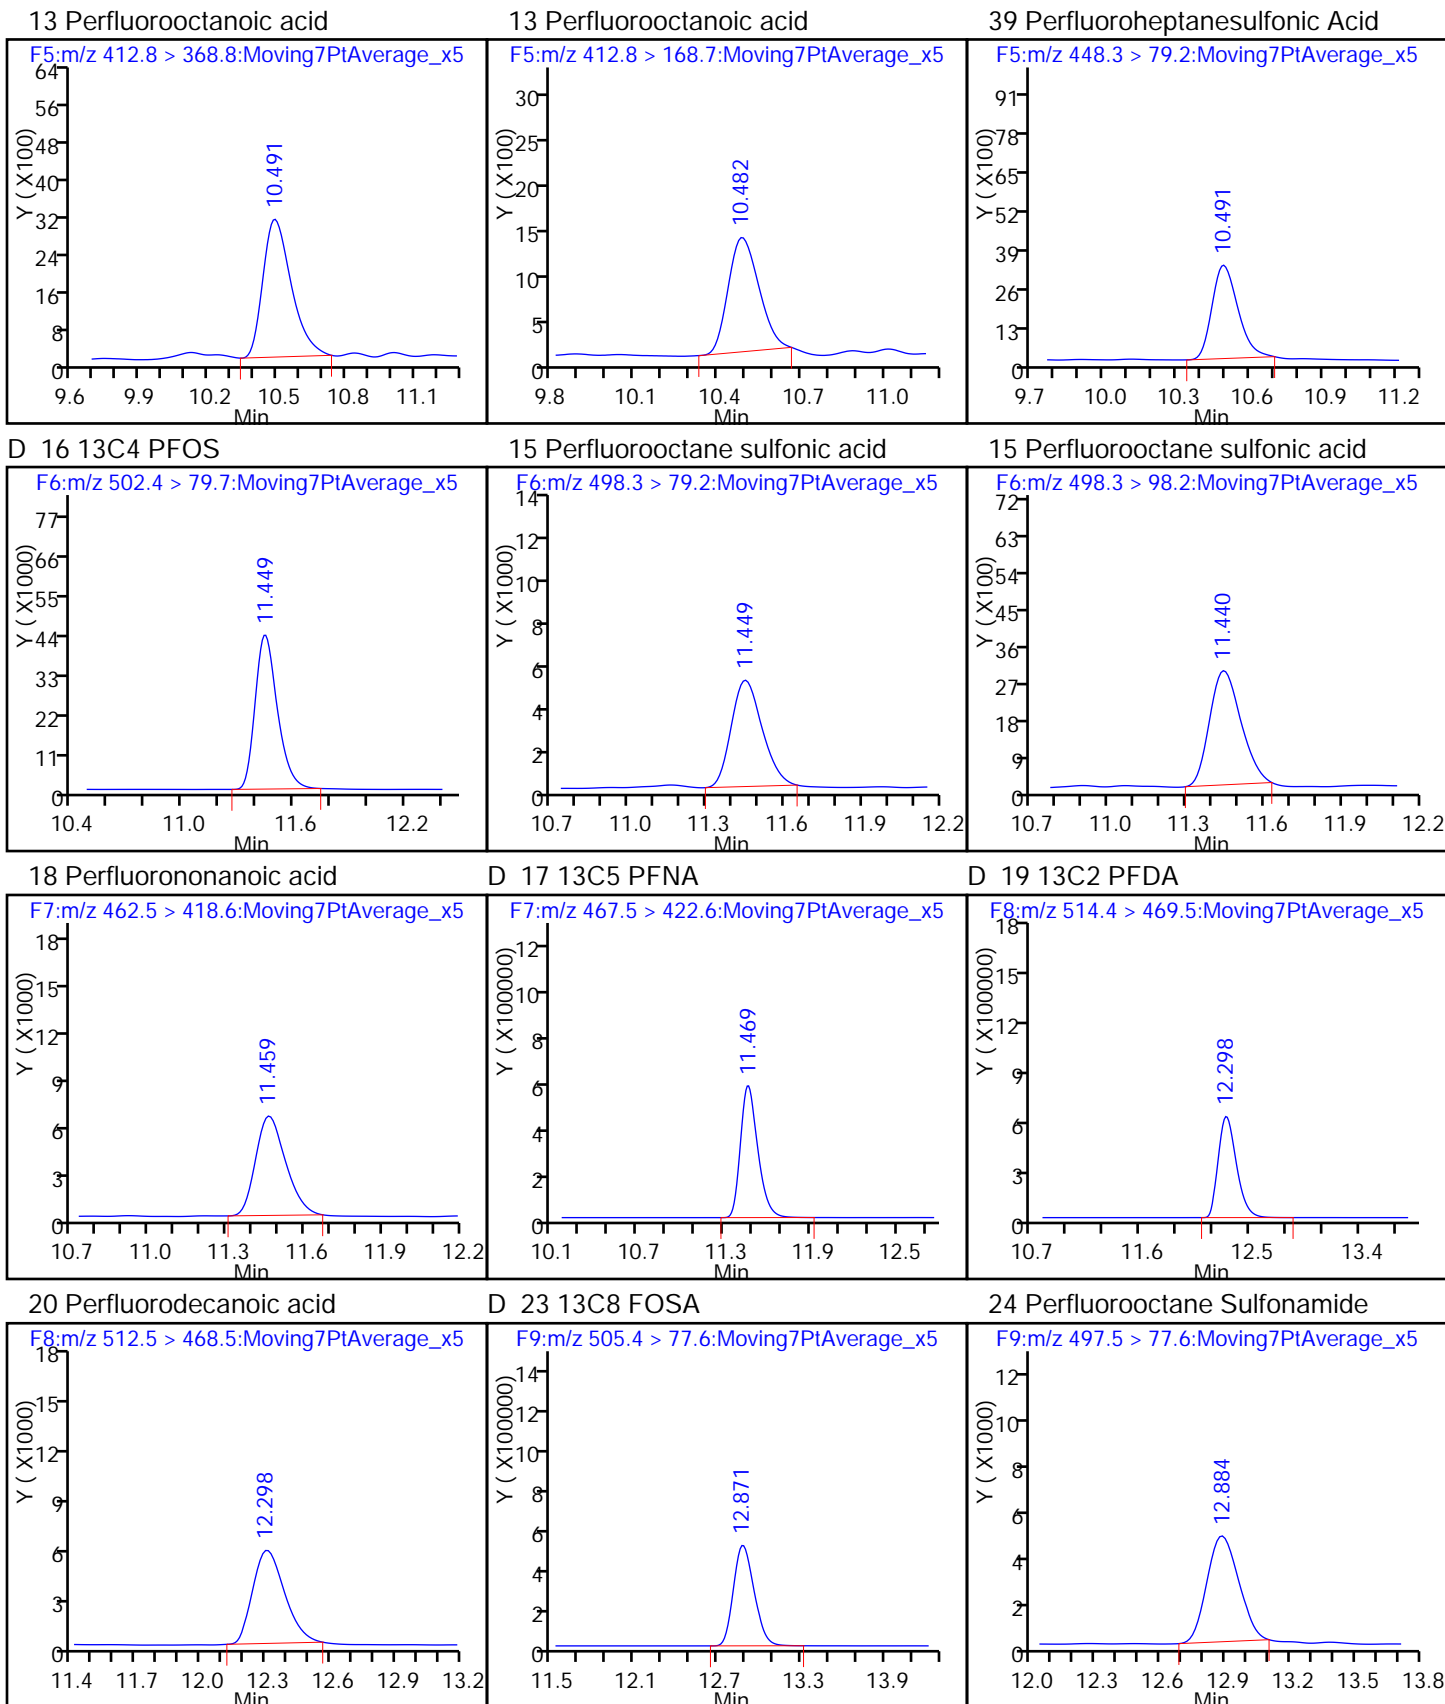 13 Perfluorooctanoic acid
F5:m/z 412.8 > 368.8:Moving7PtAverage_x5
Y ( X100)
64
56
48
40
32
24
16
8
0
10.491
9.6 9.9 10.2 10.5 10.8 11.1
Min
13 Perfluorooctanoic acid
F5:m/z 412.8 > 168.7:Moving7PtAverage_x5
Y ( X100)
30
25
20
15
10
5
0
10.482
9.8 10.1 10.4 10.7 11.0
Min
39 Perfluoroheptanesulfonic Acid
F5:m/z 448.3 > 79.2:Moving7PtAverage_x5
Y ( X100)
91
78
65
52
39
26
13
0
10.491
9.7 10.0 10.3 10.6 10.9 11.2
Min
D 16 13C4 PFOS
F6:m/z 502.4 > 79.7:Moving7PtAverage_x5
Y ( X1000)
77
66
55
44
33
22
11
0
11.449
10.4 11.0 11.6 12.2
Min
15 Perfluorooctane sulfonic acid
F6:m/z 498.3 > 79.2:Moving7PtAverage_x5
Y ( X1000)
14
12
10
8
6
4
2
0
11.449
10.7 11.0 11.3 11.6 11.9 12.2
Min
15 Perfluorooctane sulfonic acid
F6:m/z 498.3 > 98.2:Moving7PtAverage_x5
Y ( X100)
72
63
54
45
36
27
18
9
0
11.440
10.7 11.0 11.3 11.6 11.9 12.2
Min
18 Perfluorononanoic acid
F7:m/z 462.5 > 418.6:Moving7PtAverage_x5
Y ( X1000)
18
15
12
9
6
3
0
11.459
10.7 11.0 11.3 11.6 11.9 12.2
Min
D 17 13C5 PFNA
F7:m/z 467.5 > 422.6:Moving7PtAverage_x5
Y ( X100000)
12
10
8
6
4
2
0
11.469
10.1 10.7 11.3 11.9 12.5
Min
D 19 13C2 PFDA
F8:m/z 514.4 > 469.5:Moving7PtAverage_x5
Y ( X100000)
18
15
12
9
6
3
0
12.298
10.7 11.6 12.5 13.4
Min
20 Perfluorodecanoic acid
F8:m/z 512.5 > 468.5:Moving7PtAverage_x5
Y ( X1000)
18
15
12
9
6
3
0
12.298
11.4 11.7 12.0 12.3 12.6 12.9 13.2
Min
D 23 13C8 FOSA
F9:m/z 505.4 > 77.6:Moving7PtAverage_x5
Y ( X100000)
14
12
10
8
6
4
2
0
12.871
11.5 12.1 12.7 13.3 13.9
Min
24 Perfluorooctane Sulfonamide
F9:m/z 497.5 > 77.6:Moving7PtAverage_x5
Y ( X1000)
12
10
8
6
4
2
0
12.884
12.0 12.3 12.6 12.9 13.2 13.5 13.8
Min